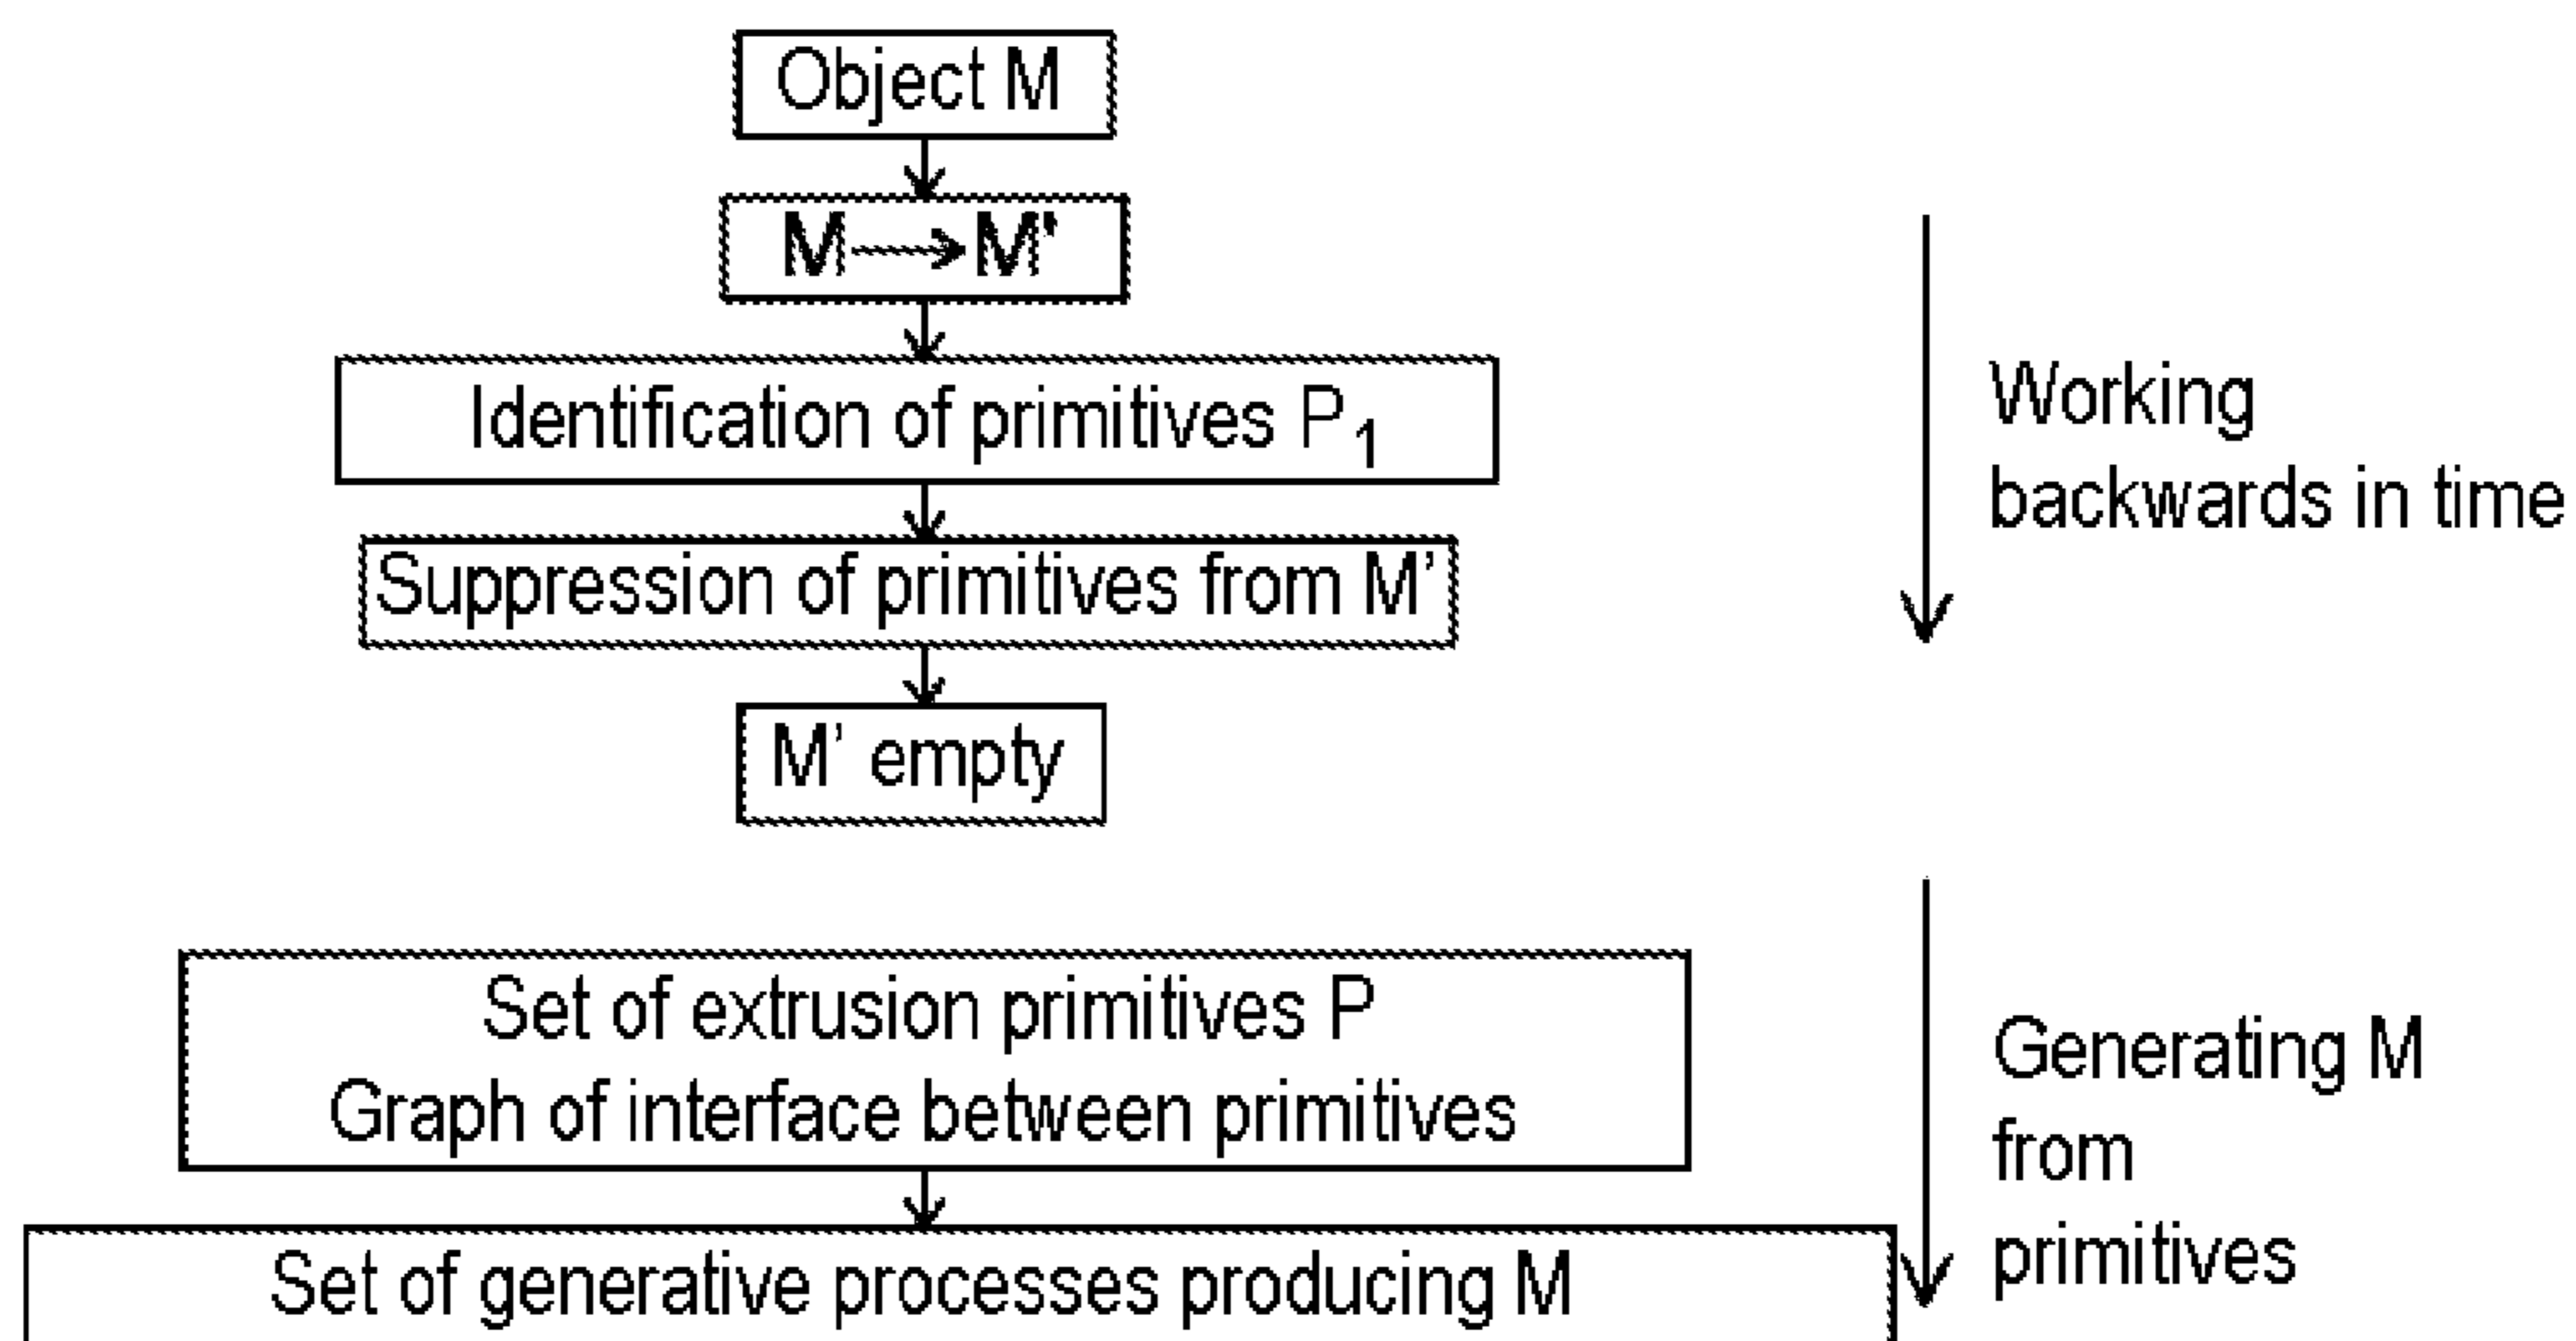 Object M
M→M'
Identification of primitives P1
Suppression of primitives from M'
M' empty
Working
backwards in time
Set of extrusion primitives P
Graph of interface between primitives
Set of generative processes producing M
Generating M
from
primitives